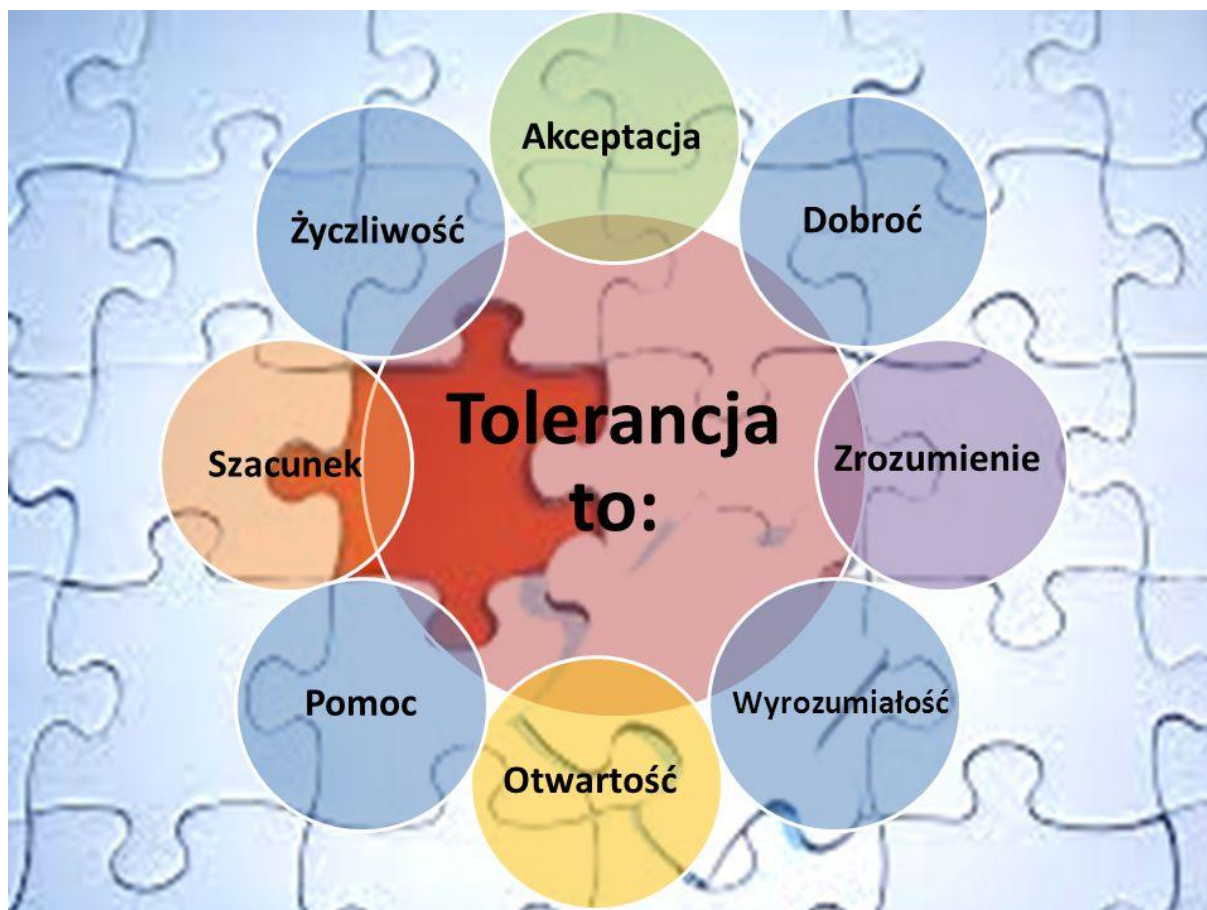 Akceptacja
Dobroć
Życzliwość
Tolerancja
to:
Szacunek
Zrozumienie
Pomoc
Wyrozumiałość
Otwartość